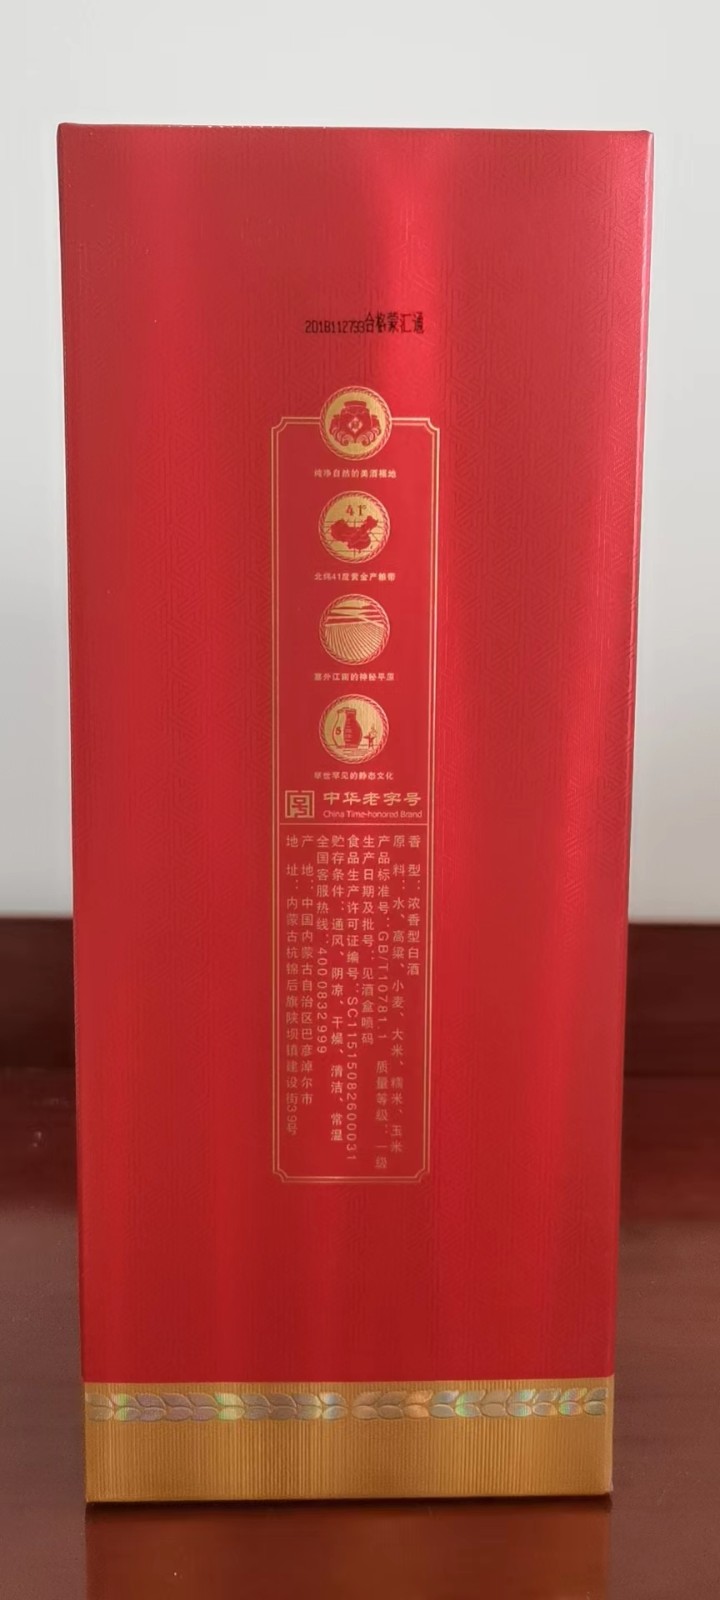 20181127S3合格蒙汇通
纯净自然的美酒福地
41°
北纬41度黄金产粮带
塞外江南的神秘平原
旱世罕见的静态文化
中华老字号
China Time-honored Brand
香 型：浓香型白酒
原 料：水、高粱、小麦、大米、糯米、玉米
产品标准号：GB/T10781.1 质量等级：一级
生产日期及批号：见酒盒喷码
食品生产许可证编号：SC11515082600031
贮存条件：通风、阴凉、干燥、清洁、常温
全国客服热线：4000832999
产 地：中国内蒙古自治区巴彦淖尔市
地 址：内蒙古杭锦后旗陕坝镇建设街39号